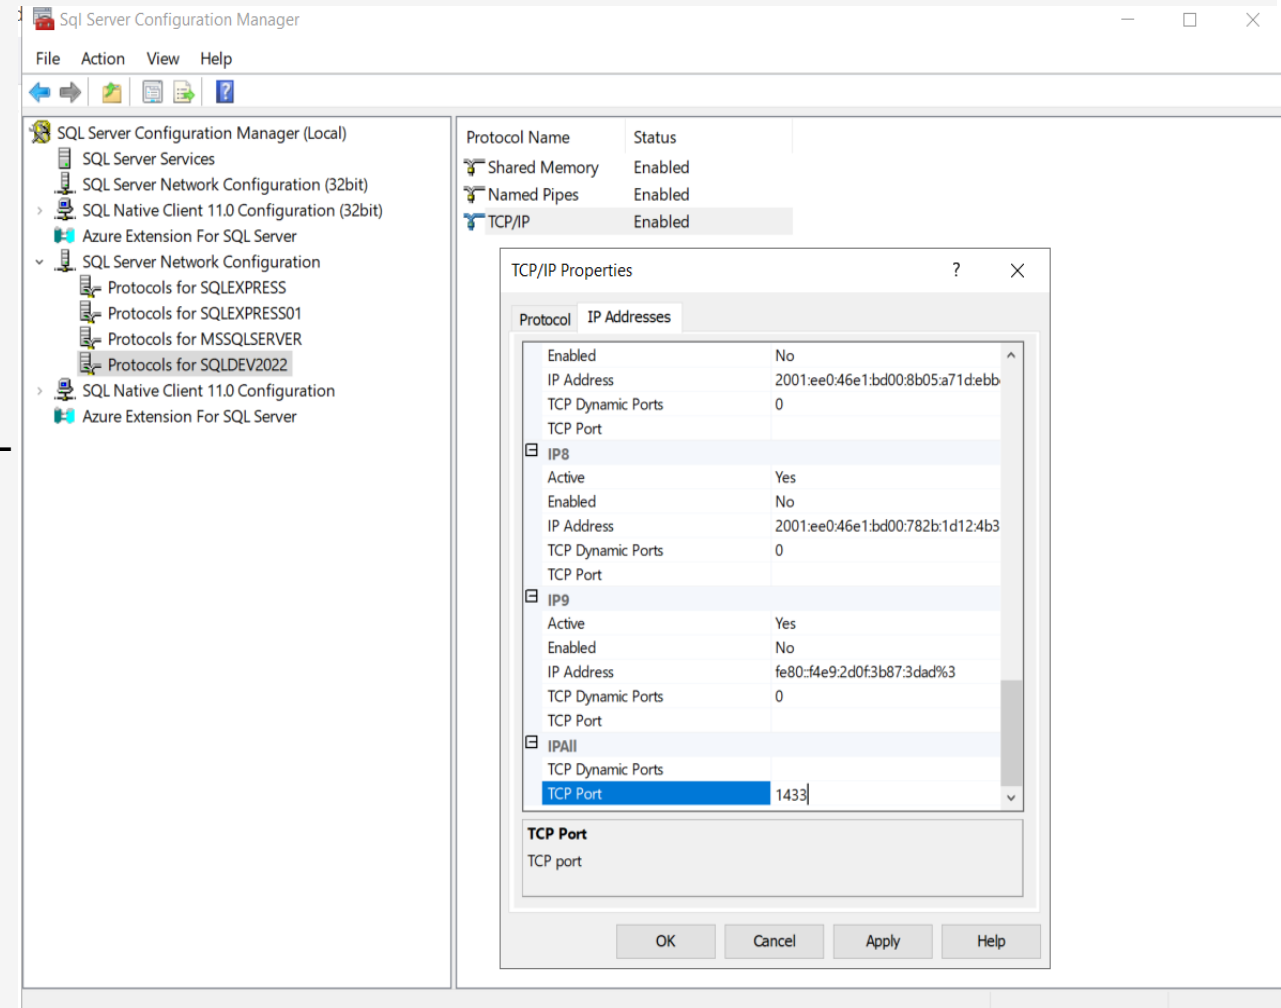 Sql Server Configuration Manager
File Action View Help
SQL Server Configuration Manager (Local)
SQL Server Services
SQL Server Network Configuration (32bit)
SQL Native Client 11.0 Configuration (32bit)
Azure Extension For SQL Server
SQL Server Network Configuration
Protocols for SQLEXPRESS
Protocols for SQLEXPRESS01
Protocols for MSSQLSERVER
Protocols for SQLDEV2022
SQL Native Client 11.0 Configuration
Azure Extension For SQL Server
Protocol Name Status
Shared Memory Enabled
Named Pipes Enabled
TCP/IP Enabled
TCP/IP Properties ?
Protocol IP Addresses
Enabled No
IP Address 2001:ee0:46e1:bd00:8b05:a71d:ebb
TCP Dynamic Ports 0
TCP Port
IP8
Active Yes
Enabled No
IP Address 2001:ee0:46e1:bd00:782b:1d12:4b3
TCP Dynamic Ports 0
TCP Port
IP9
Active Yes
Enabled No
IP Address fe80::f4e9:2d0f:3b87:3dad%3
TCP Dynamic Ports 0
TCP Port
IPAll
TCP Dynamic Ports
TCP Port 1433
TCP Port
TCP port
OK Cancel Apply Help